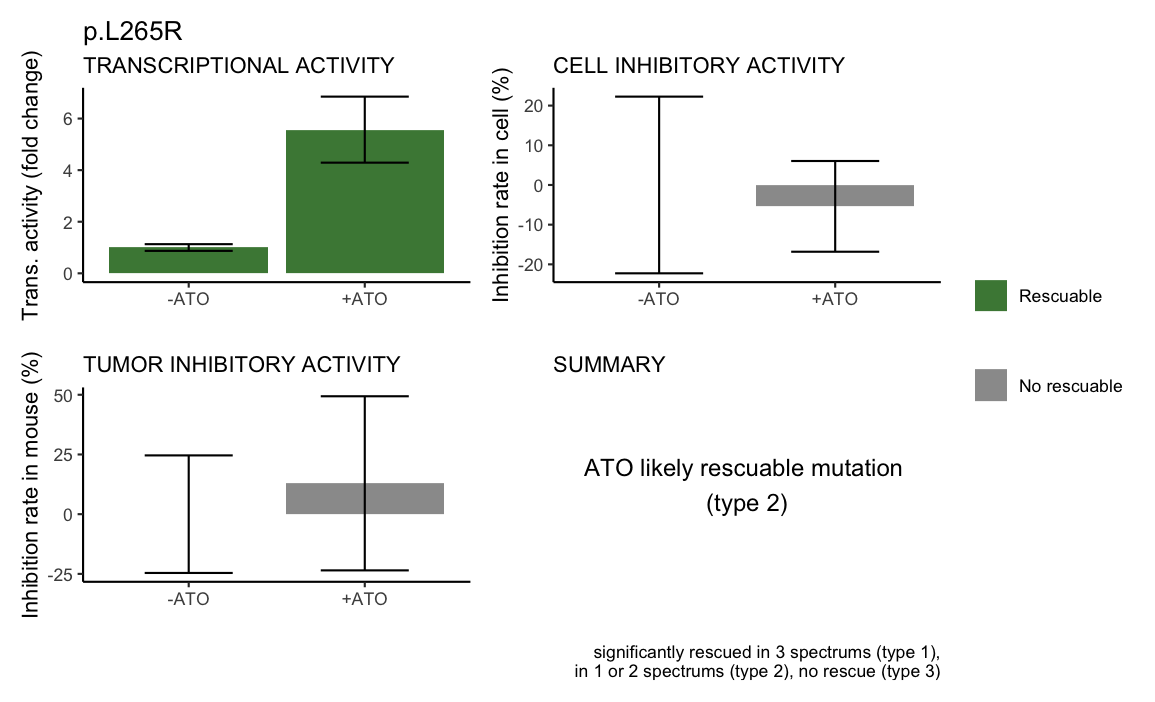 p.L265R
TRANSCRIPTIONAL ACTIVITY
Trans. activity (fold change)
6
4
2
0
-ATO
+ATO
CELL INHIBITORY ACTIVITY
Inhibition rate in cell (%)
20
10
0
-10
-20
-ATO
+ATO
Rescuable
No rescuable
TUMOR INHIBITORY ACTIVITY
Inhibition rate in mouse (%)
50
25
0
-25
-ATO
+ATO
SUMMARY
ATO likely rescuable mutation
(type 2)
significantly rescued in 3 spectrums (type 1),
in 1 or 2 spectrums (type 2), no rescue (type 3)